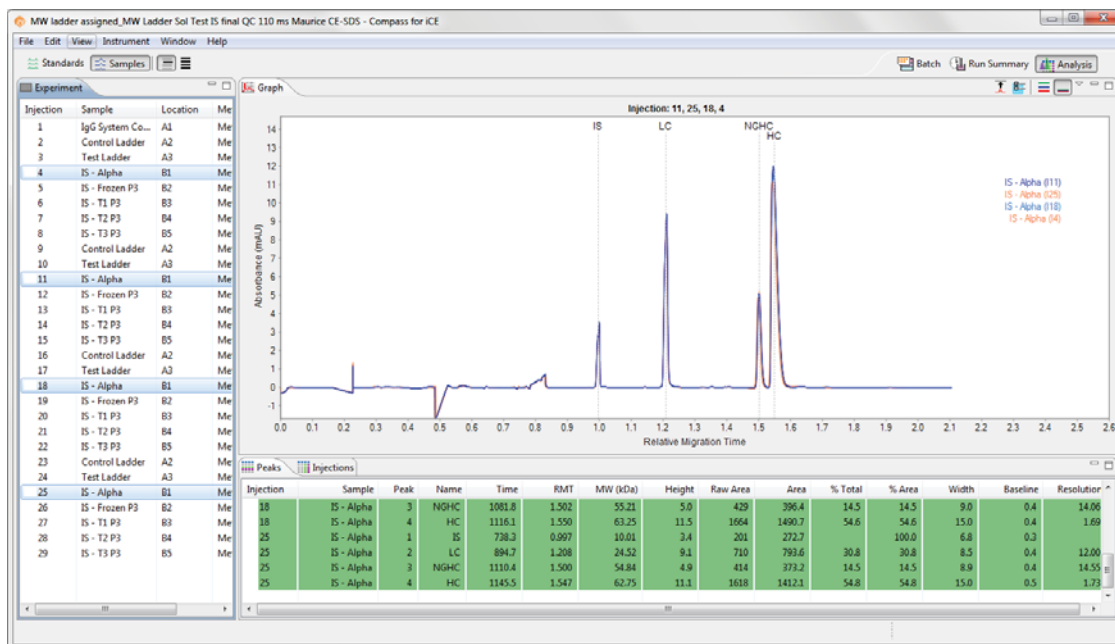 MW ladder assigned_MW Ladder Sol Test IS final QC 110 ms Maurice CE-SDS - Compass for iCE
File Edit View Instrument Window Help
Standards Samples Batch Run Summary Analysis
Experiment
Injection Sample Location Me
1 IgG System Co... A1 Me
2 Control Ladder A2 Me
3 Test Ladder A3 Me
4 IS - Alpha B1 Me
5 IS - Frozen P3 B2 Me
6 IS - T1 P3 B3 Me
7 IS - T2 P3 B4 Me
8 IS - T3 P3 B5 Me
9 Control Ladder A2 Me
10 Test Ladder A3 Me
11 IS - Alpha B1 Me
12 IS - Frozen P3 B2 Me
13 IS - T1 P3 B3 Me
14 IS - T2 P3 B4 Me
15 IS - T3 P3 B5 Me
16 Control Ladder A2 Me
17 Test Ladder A3 Me
18 IS - Alpha B1 Me
19 IS - Frozen P3 B2 Me
20 IS - T1 P3 B3 Me
21 IS - T2 P3 B4 Me
22 IS - T3 P3 B5 Me
23 Control Ladder A2 Me
24 Test Ladder A3 Me
25 IS - Alpha B1 Me
26 IS - Frozen P3 B2 Me
27 IS - T1 P3 B3 Me
28 IS - T2 P3 B4 Me
29 IS - T3 P3 B5 Me
Graph
Injection: 11, 25, 18, 4
IS LC NGHC
HC
14
13
12
11
10
9
8
7
6
5
4
3
2
1
0
-1
Absorbance (mAU)
IS - Alpha (I11)
IS - Alpha (I25)
IS - Alpha (I18)
IS - Alpha (I4)
0.0 0.1 0.2 0.3 0.4 0.5 0.6 0.7 0.8 0.9 1.0 1.1 1.2 1.3 1.4 1.5 1.6 1.7 1.8 1.9 2.0 2.1 2.2 2.3 2.4 2.5 2.6
Relative Migration Time
Peaks Injections
Injection Sample Peak Name Time RMT MW (kDa) Height Raw Area Area % Total % Area Width Baseline Resolution
18 IS - Alpha 3 NGHC 1081.8 1.502 55.21 5.0 429 396.4 14.5 14.5 9.0 0.4 14.06
18 IS - Alpha 4 HC 1116.1 1.550 63.25 11.5 1664 1490.7 54.6 54.6 15.0 0.4 1.69
25 IS - Alpha 1 IS 738.3 0.997 10.01 3.4 201 272.7 100.0 6.8 0.3
25 IS - Alpha 2 LC 894.7 1.208 24.52 9.1 710 793.6 30.8 30.8 8.5 0.4 12.00
25 IS - Alpha 3 NGHC 1110.4 1.500 54.84 4.9 414 373.2 14.5 14.5 8.9 0.4 14.55
25 IS - Alpha 4 HC 1145.5 1.547 62.75 11.1 1618 1412.1 54.8 54.8 15.0 0.5 1.73